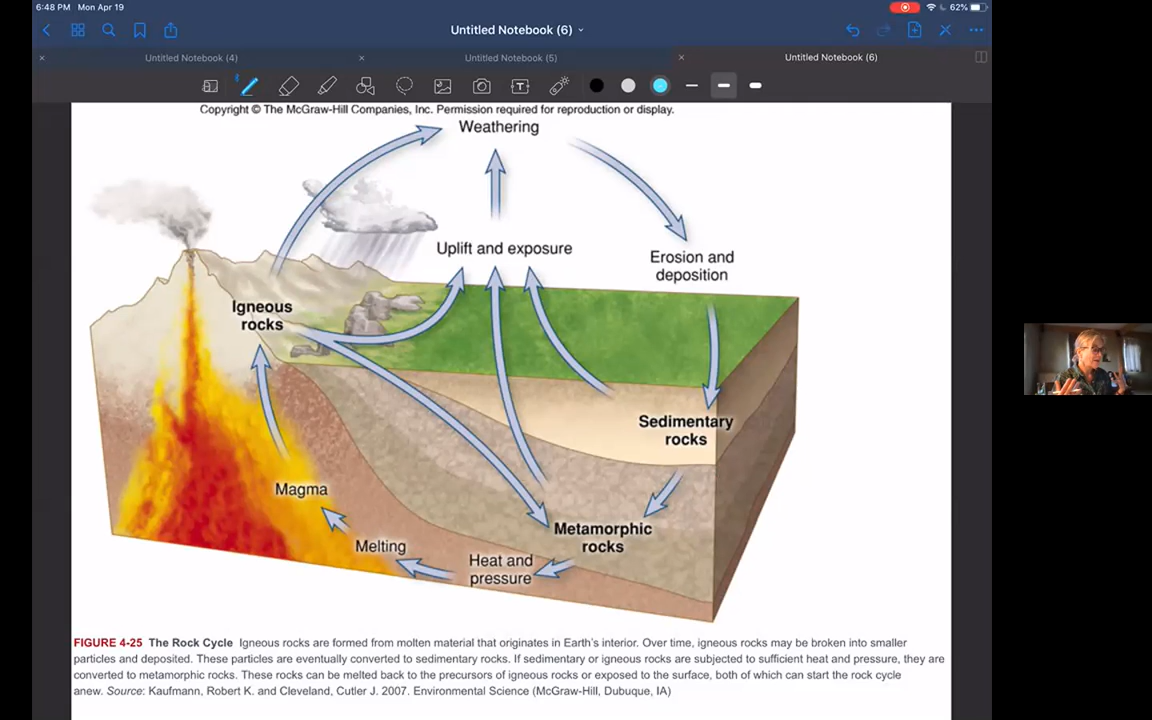 6:48 PM Mon Apr 19
62%
Untitled Notebook (6)
Untitled Notebook (4)
Untitled Notebook (5)
Untitled Notebook (6)
Copyright © The McGraw-Hill Companies, Inc. Permission required for reproduction or display.
Weathering
Uplift and exposure
Erosion and
deposition
Igneous
rocks
Sedimentary
rocks
Magma
Metamorphic
rocks
Melting
Heat and
pressure
FIGURE 4-25 The Rock Cycle Igneous rocks are formed from molten material that originates in Earth's interior. Over time, igneous rocks may be broken into smaller
particles and deposited. These particles are eventually converted to sedimentary rocks. If sedimentary or igneous rocks are subjected to sufficient heat and pressure, they are
converted to metamorphic rocks. These rocks can be melted back to the precursors of igneous rocks or exposed to the surface, both of which can start the rock cycle
anew. Source: Kaufmann, Robert K. and Cleveland, Cutler J. 2007. Environmental Science (McGraw-Hill, Dubuque, IA)